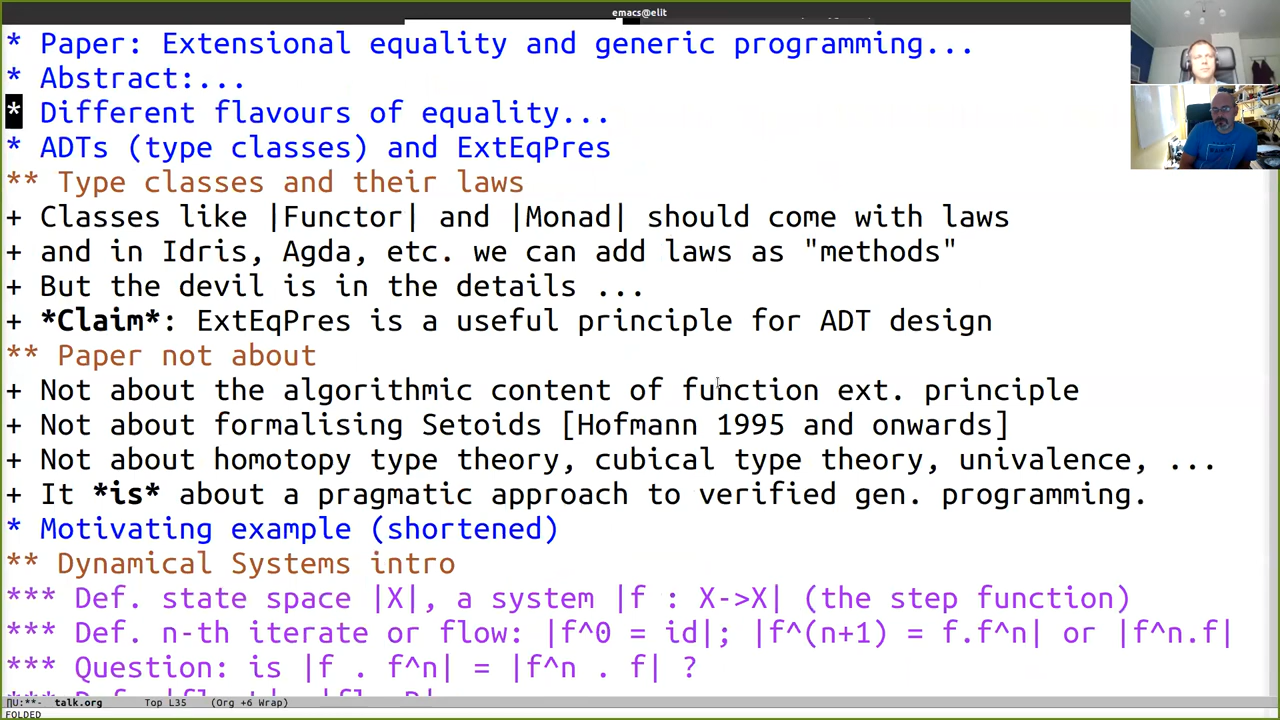 emacs@elit
* Paper: Extensional equality and generic programming...
* Abstract:...
* Different flavours of equality...
* ADTs (type classes) and ExtEqPres
** Type classes and their laws
+ Classes like |Functor| and |Monad| should come with laws
+ and in Idris, Agda, etc. we can add laws as "methods"
+ But the devil is in the details ...
+ *Claim*: ExtEqPres is a useful principle for ADT design
** Paper not about
+ Not about the algorithmic content of function ext. principle
+ Not about formalising Setoids [Hofmann 1995 and onwards]
+ Not about homotopy type theory, cubical type theory, univalence, ...
+ It *is* about a pragmatic approach to verified gen. programming.
* Motivating example (shortened)
** Dynamical Systems intro
*** Def. state space |X|, a system |f : X->X| (the step function)
*** Def. n-th iterate or flow: |f^0 = id|; |f^(n+1) = f.f^n| or |f^n.f|
*** Question: is |f . f^n| = |f^n . f| ?
U:**- talk.org Top L35 (Org +6 Wrap)
FOLDED